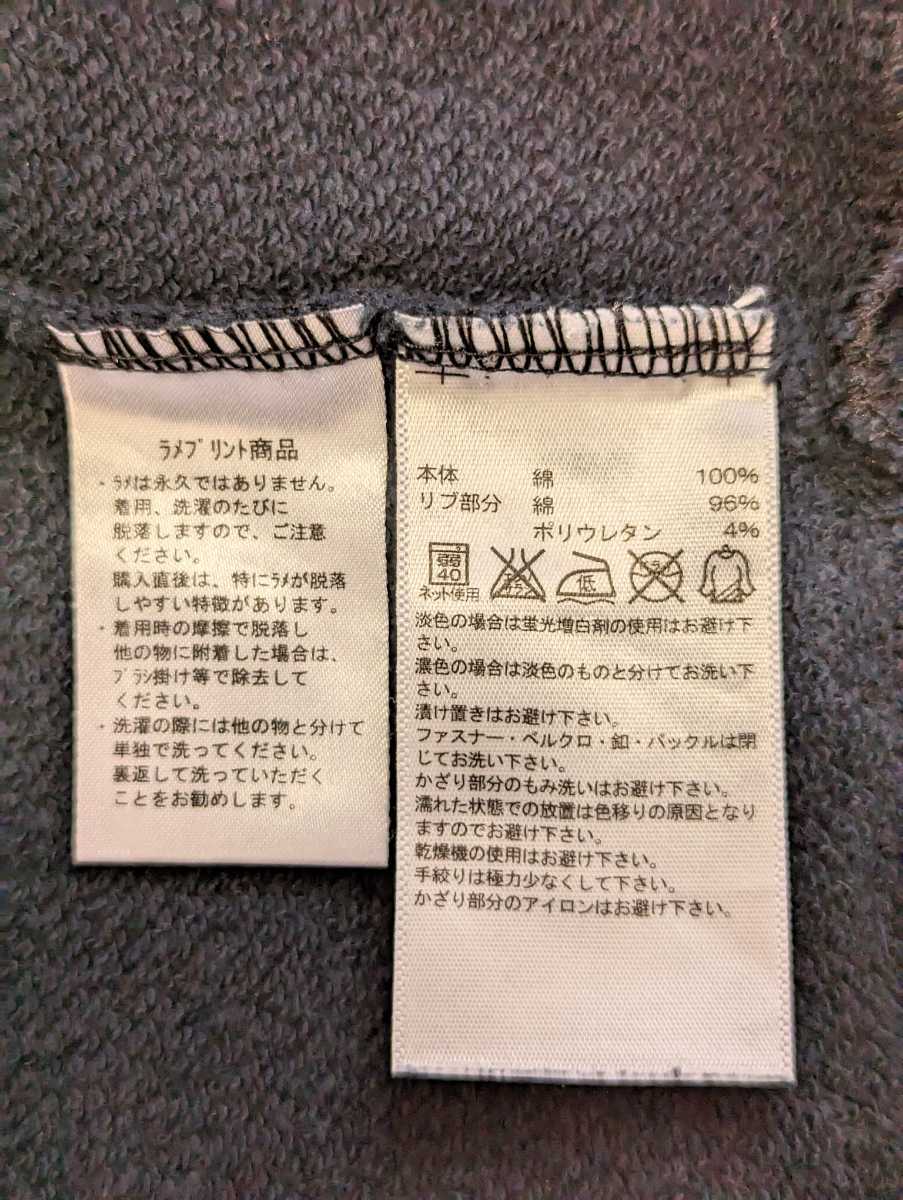 ﾗﾒﾌﾟﾘﾝﾄ商品
・ﾗﾒは永久ではありません。
着用、洗濯のたびに
脱落しますので、ご注意
ください。
購入直後は、特にﾗﾒが脱落
しやすい特徴があります。
・着用時の摩擦で脱落し
他の物に附着した場合は、
ﾌﾞﾗｼ掛け等で除去して
ください。
・洗濯の際には他の物と分けて
単独で洗ってください。
裏返して洗っていただく
ことをお勧めします。
本体 綿 100%
リブ部分 綿 96%
ポリウレタン 4%
弱
40
ネット使用
エンソ
サラシ
低
ドライ
淡色の場合は蛍光増白剤の使用はお避け下
さい。
濃色の場合は淡色のものと分けてお洗い下
さい。
漬け置きはお避け下さい。
ファスナー・ベルクロ・釦・バックルは閉
じてお洗い下さい。
かざり部分のもみ洗いはお避け下さい。
濡れた状態での放置は色移りの原因となり
ますのでお避け下さい。
乾燥機の使用はお避け下さい。
手絞りは極力少なくして下さい。
かざり部分のアイロンはお避け下さい。